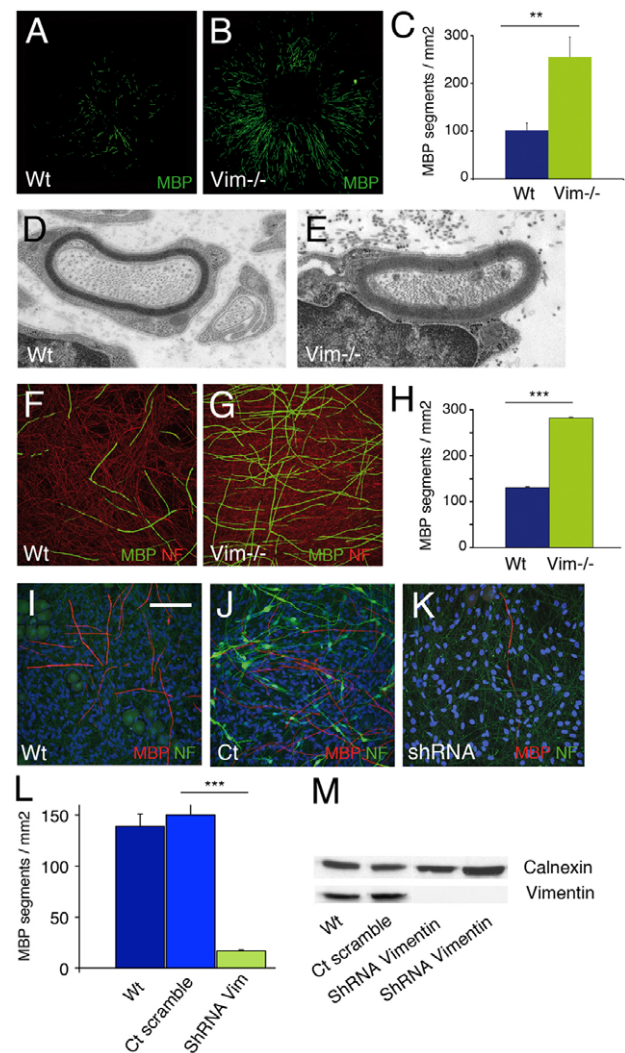 A
Wt
MBP
B
Vim-/-
MBP
C
**
MBP segments / mm2
300
200
100
0
Wt
Vim-/-
D
Wt
E
Vim-/-
F
Wt
MBP NF
G
Vim-/-
MBP NF
H
***
MBP segments / mm2
300
200
100
0
Wt
Vim-/-
I
Wt
MBP NF
J
Ct
MBP NF
K
shRNA
MBP NF
L
***
MBP segments / mm2
150
100
50
0
Wt
Ct scramble
ShRNA Vim
M
Calnexin
Vimentin
Wt
Ct scramble
ShRNA Vimentin
ShRNA Vimentin